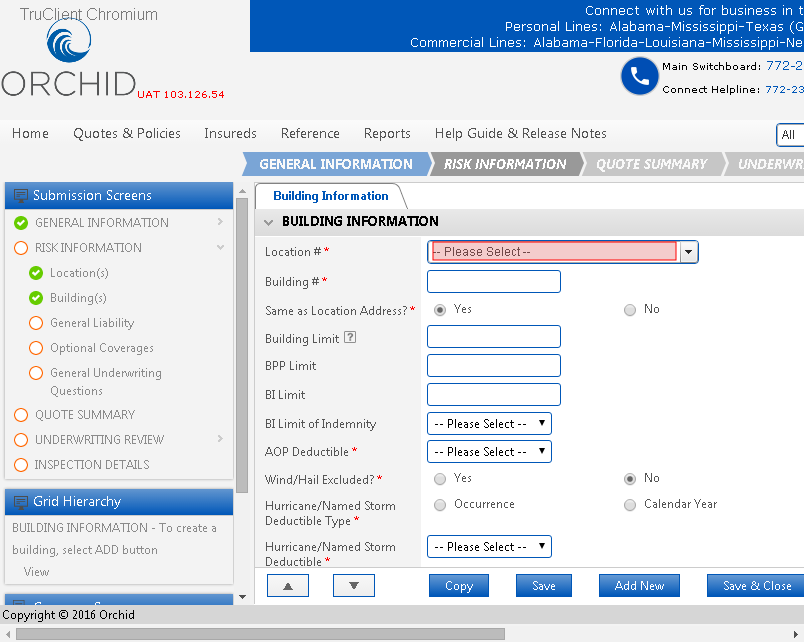 TruClient Chromium
ORCHID
UAT 103.126.54
Connect with us for business in t
Personal Lines: Alabama-Mississippi-Texas (G
Commercial Lines: Alabama-Florida-Louisiana-Mississippi-Ne
Main Switchboard: 772-2
Connect Helpline: 772-23
Home Quotes & Policies Insureds Reference Reports Help Guide & Release Notes All
GENERAL INFORMATION RISK INFORMATION QUOTE SUMMARY UNDERWR
Submission Screens
GENERAL INFORMATION
RISK INFORMATION
Location(s)
Building(s)
General Liability
Optional Coverages
General Underwriting
Questions
QUOTE SUMMARY
UNDERWRITING REVIEW
INSPECTION DETAILS
Grid Hierarchy
BUILDING INFORMATION - To create a
building, select ADD button
View
Building Information
BUILDING INFORMATION
Location #* -- Please Select --
Building #*
Same as Location Address?* Yes No
Building Limit ?
BPP Limit
BI Limit
BI Limit of Indemnity -- Please Select --
AOP Deductible* -- Please Select --
Wind/Hail Excluded?* Yes No
Hurricane/Named Storm
Deductible Type* Occurrence Calendar Year
Hurricane/Named Storm
Deductible* -- Please Select --
Copy Save Add New Save & Close
Copyright © 2016 Orchid